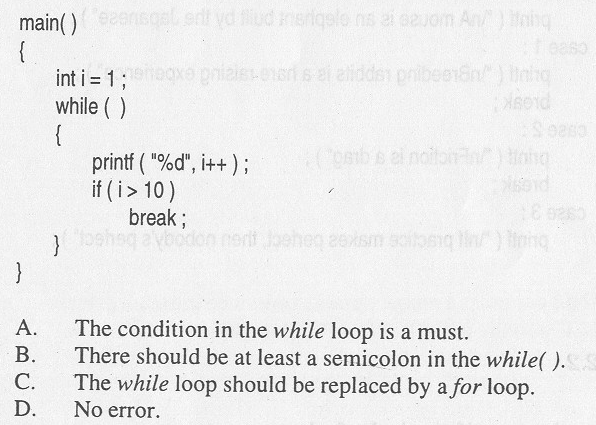 main( )
{
int i = 1 ;
while ( )
{
printf ( "%d", i++ ) ;
if ( i > 10 )
break ;
}
}
A. The condition in the while loop is a must.
B. There should be at least a semicolon in the while( ).
C. The while loop should be replaced by a for loop.
D. No error.